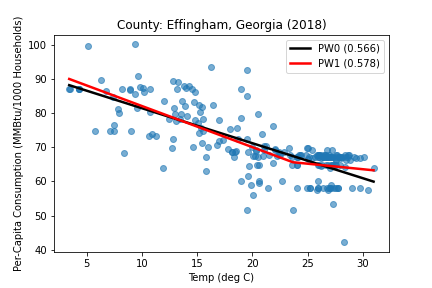 County: Effingham, Georgia (2018)
PW0 (0.566)
PW1 (0.578)
Per-Capita Consumption (MMBtu/1000 Households)
100
90
80
70
60
50
40
5 10 15 20 25 30
Temp (deg C)